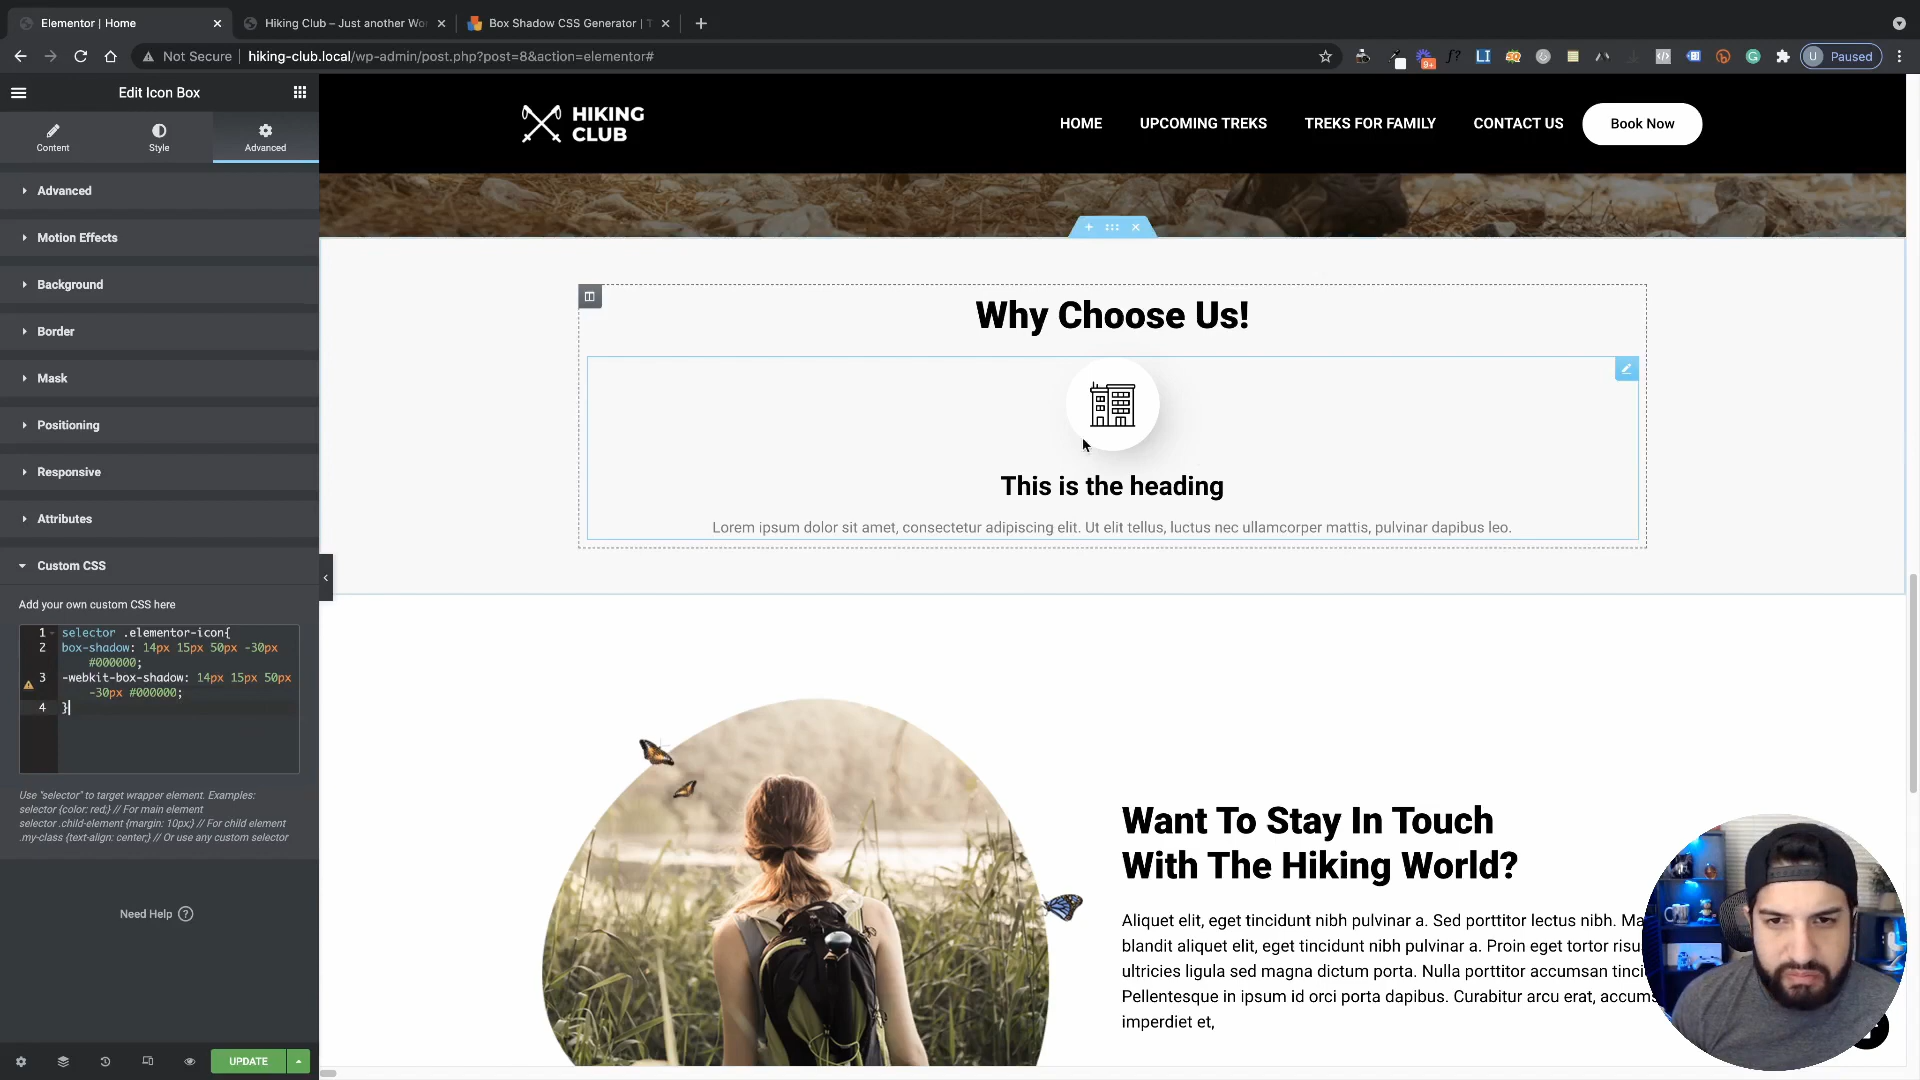 Elementor | Home
Hiking Club – Just another Wo
Box Shadow CSS Generator | T
Not Secure
hiking-club.local/wp-admin/post.php?post=8&action=elementor#
9+
f?
LI
U Paused
Edit Icon Box
Content
Style
Advanced
HIKING
CLUB
HOME
UPCOMING TREKS
TREKS FOR FAMILY
CONTACT US
Book Now
Advanced
Motion Effects
Background
Border
Mask
Positioning
Responsive
Attributes
Custom CSS
Add your own custom CSS here
1 selector .elementor-icon{
2 box-shadow: 14px 15px 50px -30px
#000000;
3 -webkit-box-shadow: 14px 15px 50px
-30px #000000;
4 }
Use "selector" to target wrapper element. Examples:
selector {color: red;} // For main element
selector .child-element {margin: 10px;} // For child element
.my-class {text-align: center;} // Or use any custom selector
Need Help ?
UPDATE
Why Choose Us!
This is the heading
Lorem ipsum dolor sit amet, consectetur adipiscing elit. Ut elit tellus, luctus nec ullamcorper mattis, pulvinar dapibus leo.
Want To Stay In Touch
With The Hiking World?
Aliquet elit, eget tincidunt nibh pulvinar a. Sed porttitor lectus nibh. Ma
blandit aliquet elit, eget tincidunt nibh pulvinar a. Proin eget tortor risu
ultricies ligula sed magna dictum porta. Nulla porttitor accumsan tinci
Pellentesque in ipsum id orci porta dapibus. Curabitur arcu erat, accums
imperdiet et,